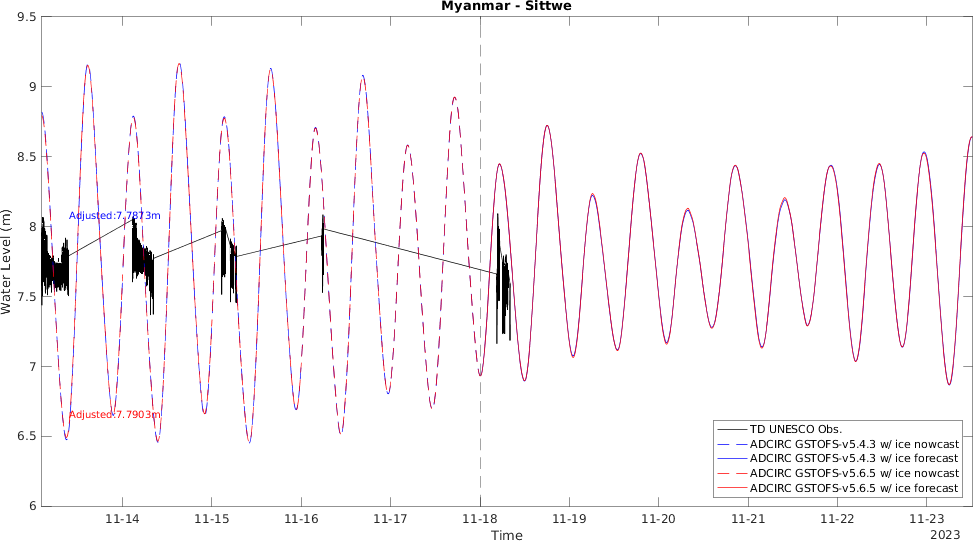 Myanmar - Sittwe
9.5
9
8.5
8
7.5
7
6.5
6
Water Level (m)
Adjusted:7.7873m
Adjusted:7.7903m
TD UNESCO Obs.
ADCIRC GSTOFS-v5.4.3 w/ ice nowcast
ADCIRC GSTOFS-v5.4.3 w/ ice forecast
ADCIRC GSTOFS-v5.6.5 w/ ice nowcast
ADCIRC GSTOFS-v5.6.5 w/ ice forecast
11-14 11-15 11-16 11-17 11-18 11-19 11-20 11-21 11-22 11-23
2023
Time